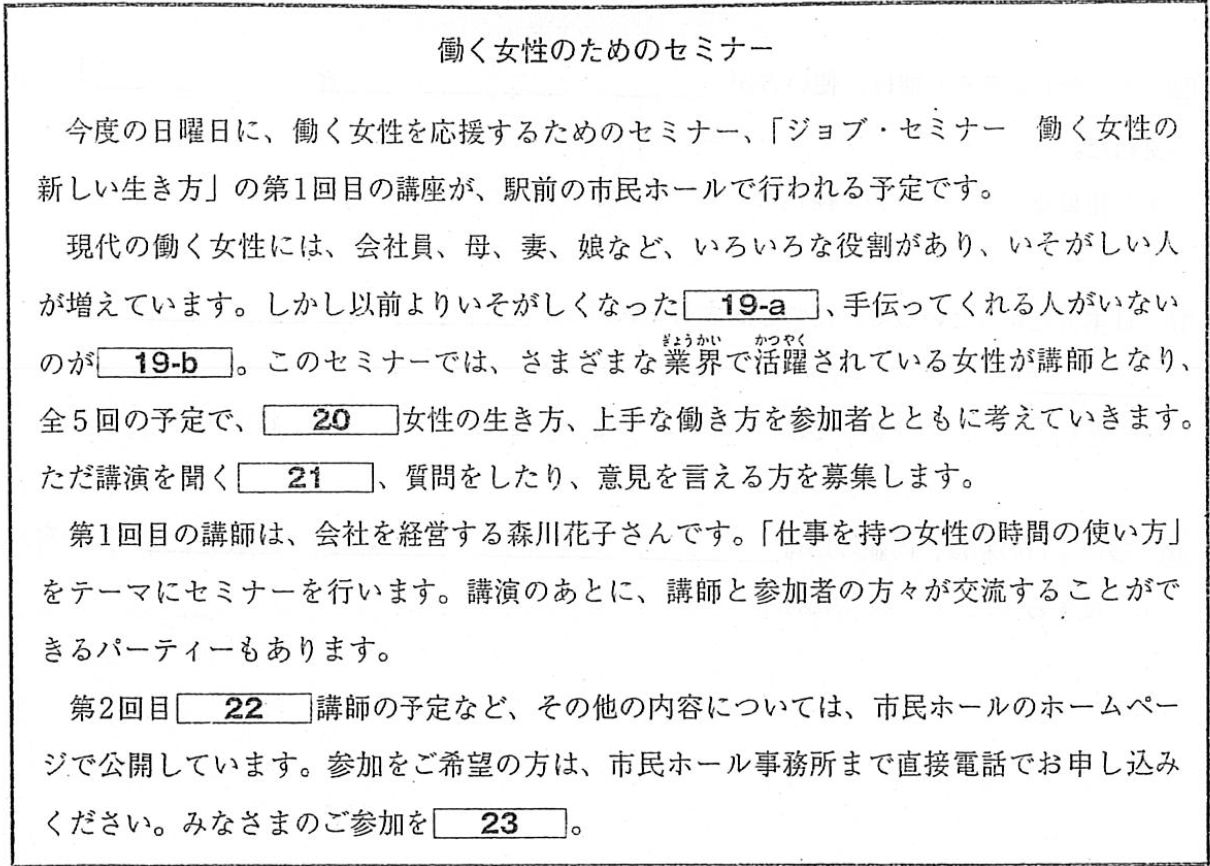 働く女性のためのセミナー
今度の日曜日に、働く女性を応援するためのセミナー、「ジョブ・セミナー　働く女性の
新しい生き方」の第1回目の講座が、駅前の市民ホールで行われる予定です。
現代の働く女性には、会社員、母、妻、娘など、いろいろな役割があり、いそがしい人
が増えています。しかし以前よりいそがしくなった 19-a 、手伝ってくれる人がいない
ぎょうかい　かつやく
のが 19-b 。このセミナーでは、さまざまな業界で活躍されている女性が講師となり、
全5回の予定で、 20 女性の生き方、上手な働き方を参加者とともに考えていきます。
ただ講演を聞く 21 、質問をしたり、意見を言える方を募集します。
第1回目の講師は、会社を経営する森川花子さんです。「仕事を持つ女性の時間の使い方」
をテーマにセミナーを行います。講演のあとに、講師と参加者の方々が交流することがで
きるパーティーもあります。
第2回目 22 講師の予定など、その他の内容については、市民ホールのホームペー
ジで公開しています。参加をご希望の方は、市民ホール事務所まで直接電話でお申し込み
ください。みなさまのご参加を 23 。